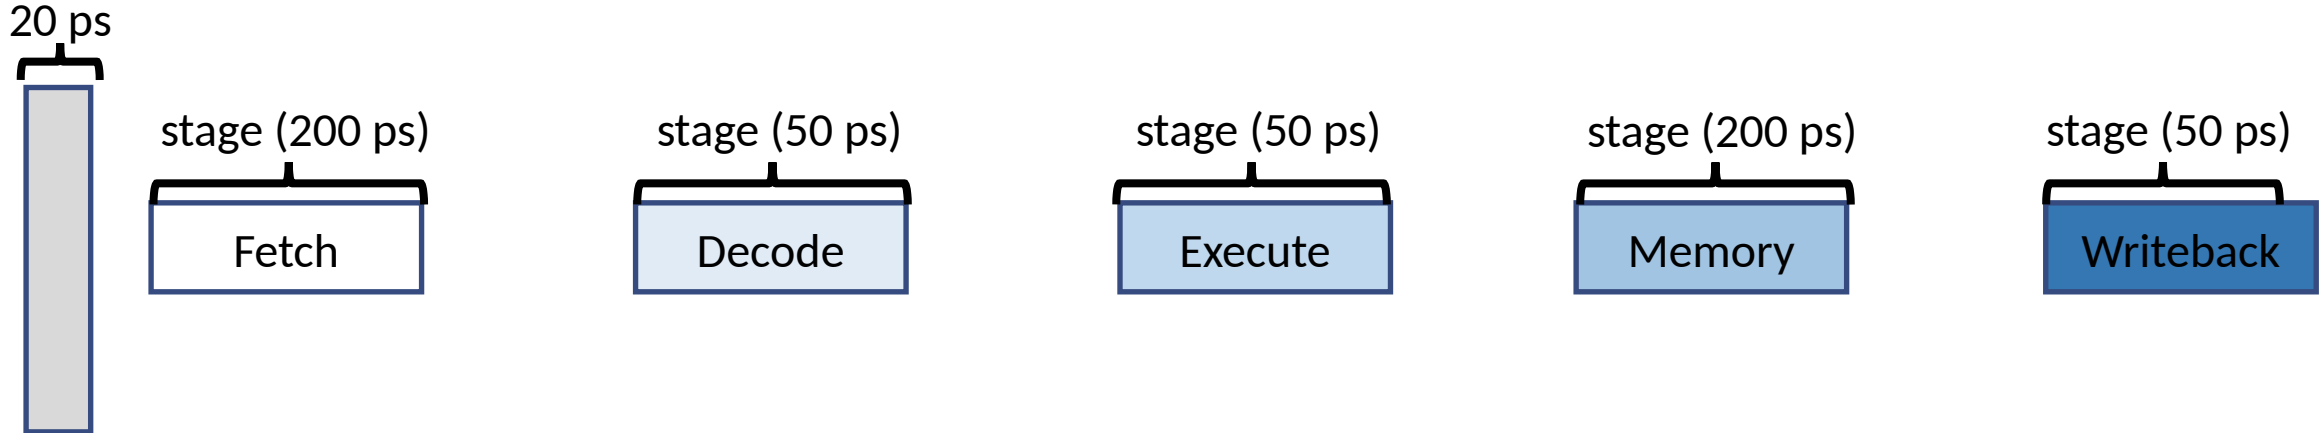 20 ps
stage (200 ps)
stage (50 ps)
stage (50 ps)
stage (200 ps)
stage (50 ps)
Fetch
Decode
Execute
Memory
Writeback